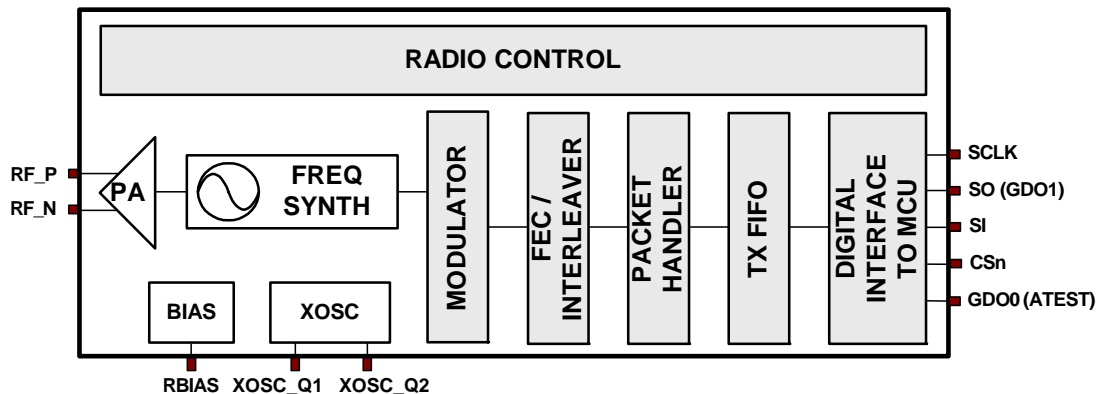 RADIO CONTROL
RF_P
RF_N
PA
FREQ
SYNTH
MODULATOR
FEC /
INTERLEAVER
PACKET
HANDLER
TX FIFO
DIGITAL
INTERFACE
TO MCU
SCLK
SO (GDO1)
SI
CSn
GDO0 (ATEST)
BIAS
XOSC
RBIAS
XOSC_Q1
XOSC_Q2